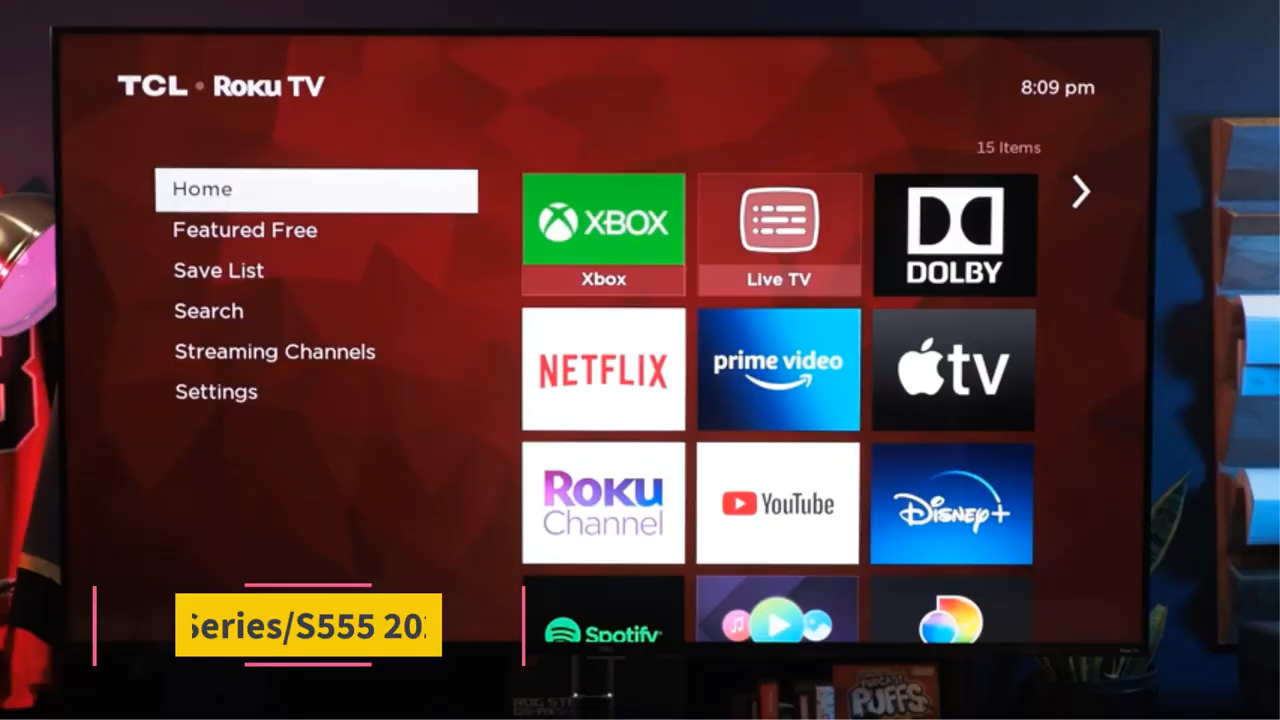 TCL • Roku TV
8:09 pm
15 Items
Home
Featured Free
Save List
Search
Streaming Channels
Settings
XBOX
Xbox
Live TV
DOLBY
NETFLIX
prime video
tv
Roku
Channel
YouTube
Disney+
Spotify
Series/S555 20
PUFFS